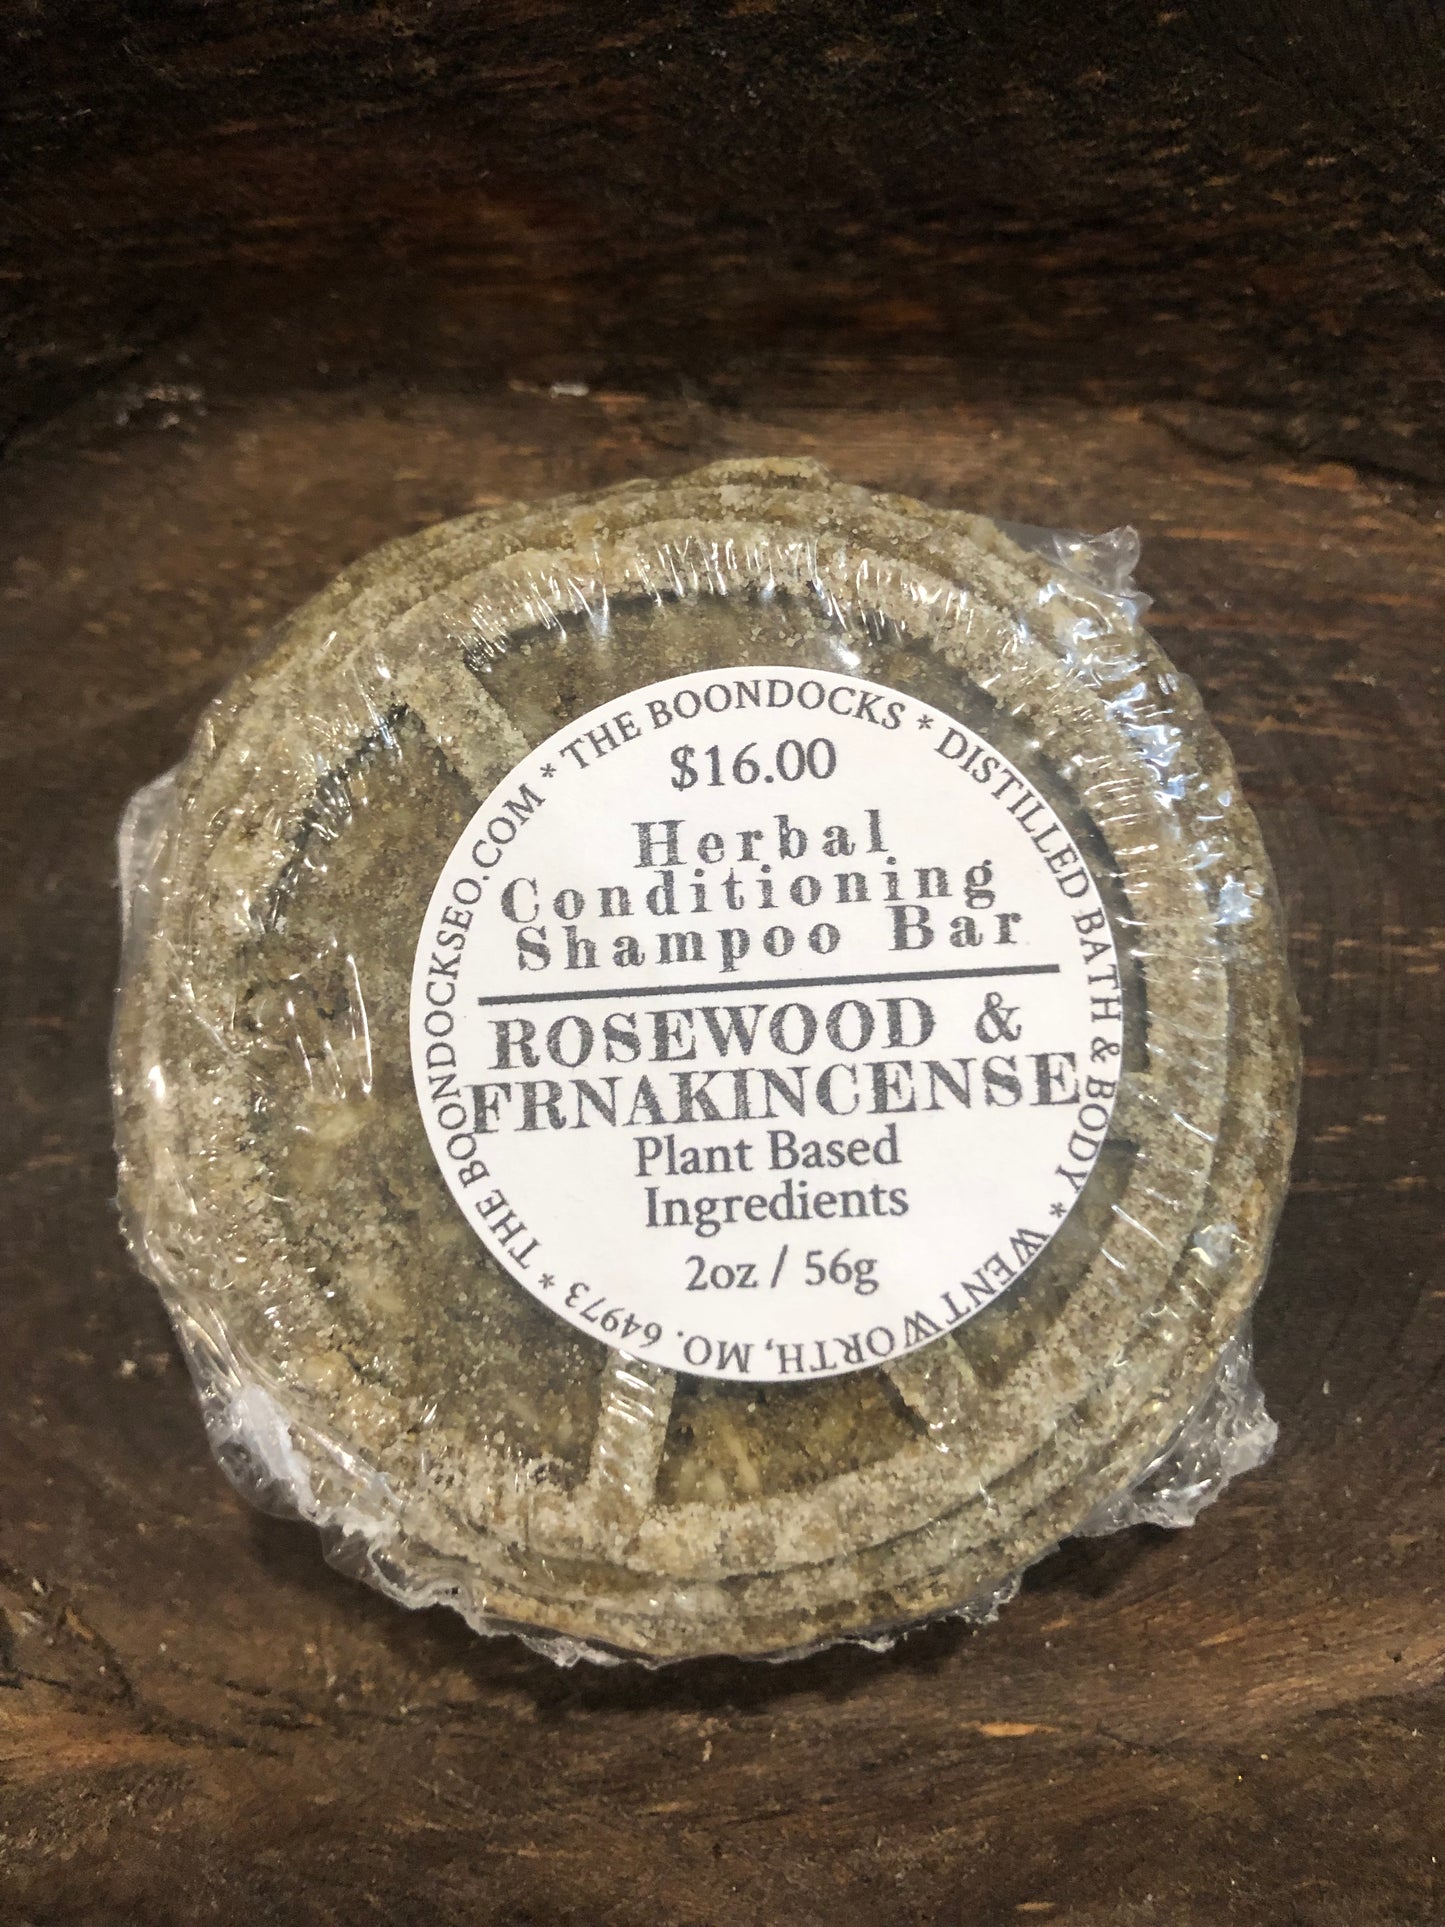 * THE BOONDOCKS * DISTILLED BATH & BODY * WENTWORTH, MO. 64973 * THE BOONDOCKSEO.COM
$16.00
Herbal
Conditioning
Shampoo Bar
ROSEWOOD &
FRNAKINCENSE
Plant Based
Ingredients
2oz / 56g